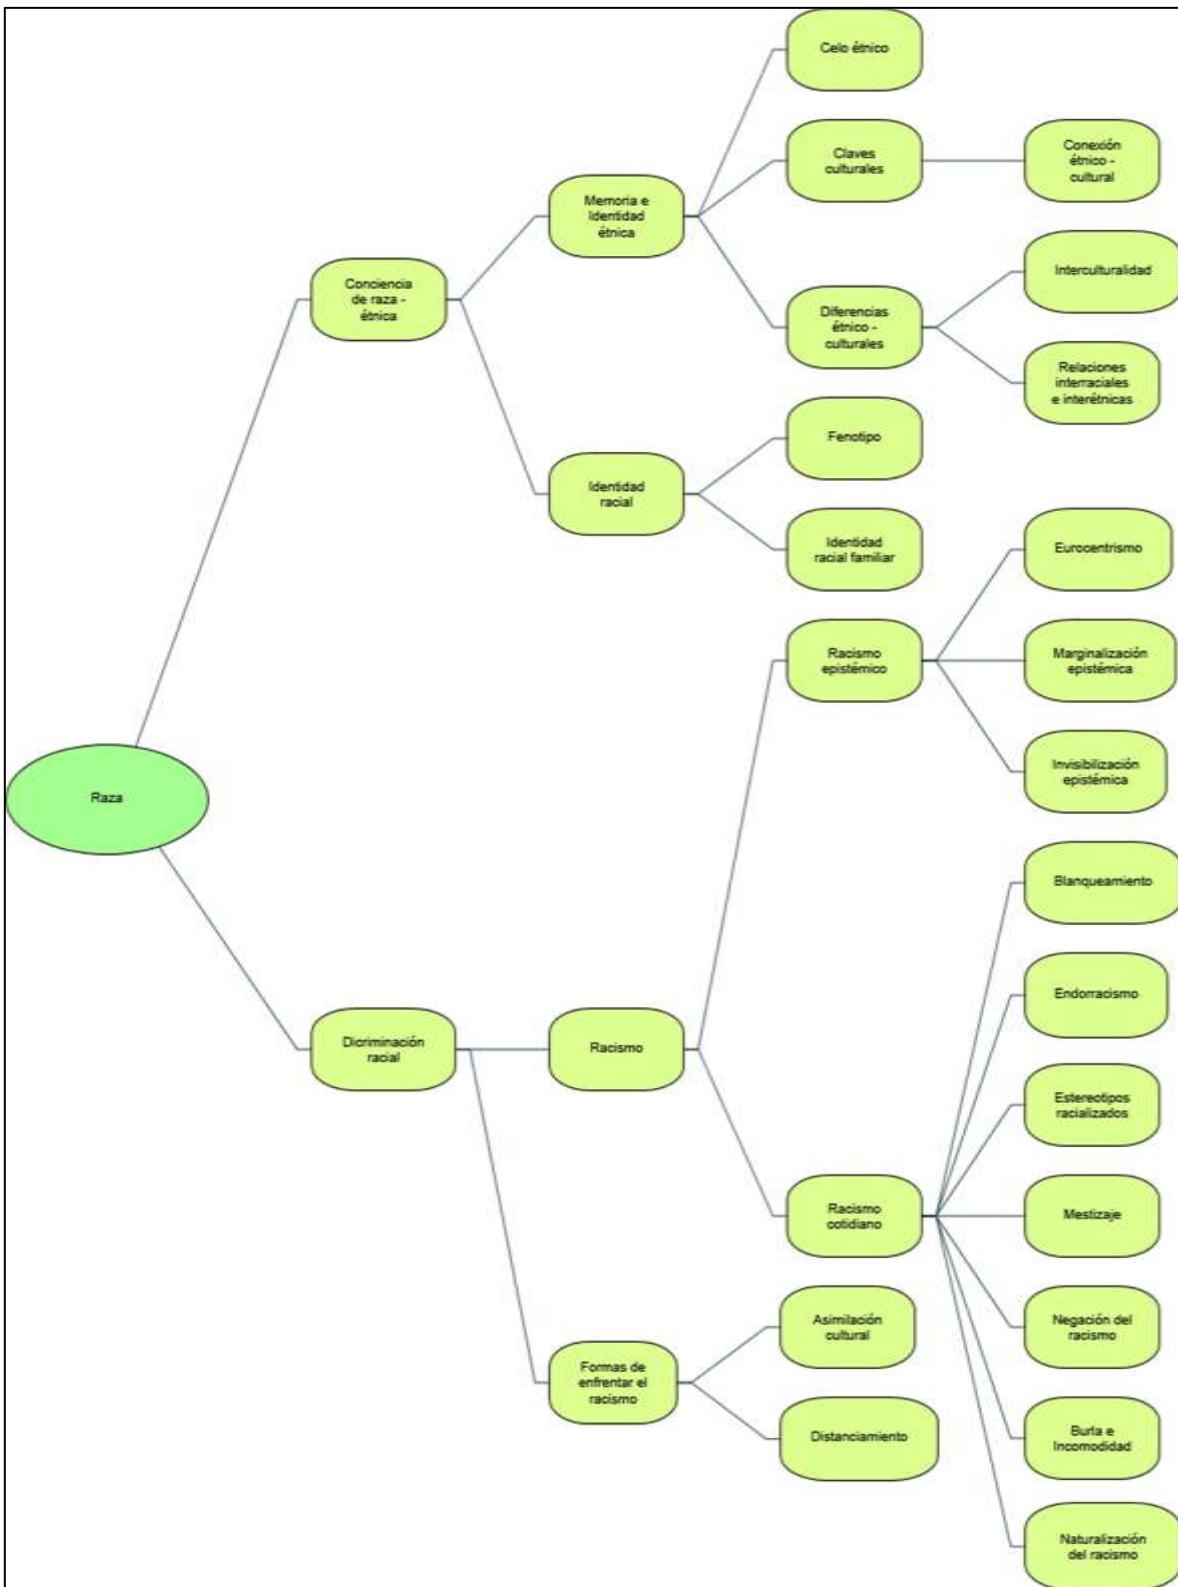 Celo étnico
Claves
culturales
Conexión
étnico -
cultural
Memoria e
Identidad
étnica
Interculturalidad
Conciencia
de raza -
étnica
Diferencias
étnico -
culturales
Relaciones
interraciales
e interétnicas
Fenotipo
Identidad
racial
Identidad
racial familiar
Eurocentrismo
Racismo
epistémico
Marginalización
epistémica
Invisibilización
epistémica
Raza
Blanqueamiento
Endorracismo
Dicriminación
racial
Racismo
Estereotipos
racializados
Racismo
cotidiano
Mestizaje
Asimilación
cultural
Negación del
racismo
Formas de
enfrentar el
racismo
Distanciamiento
Burla e
Incomodidad
Naturalización
del racismo